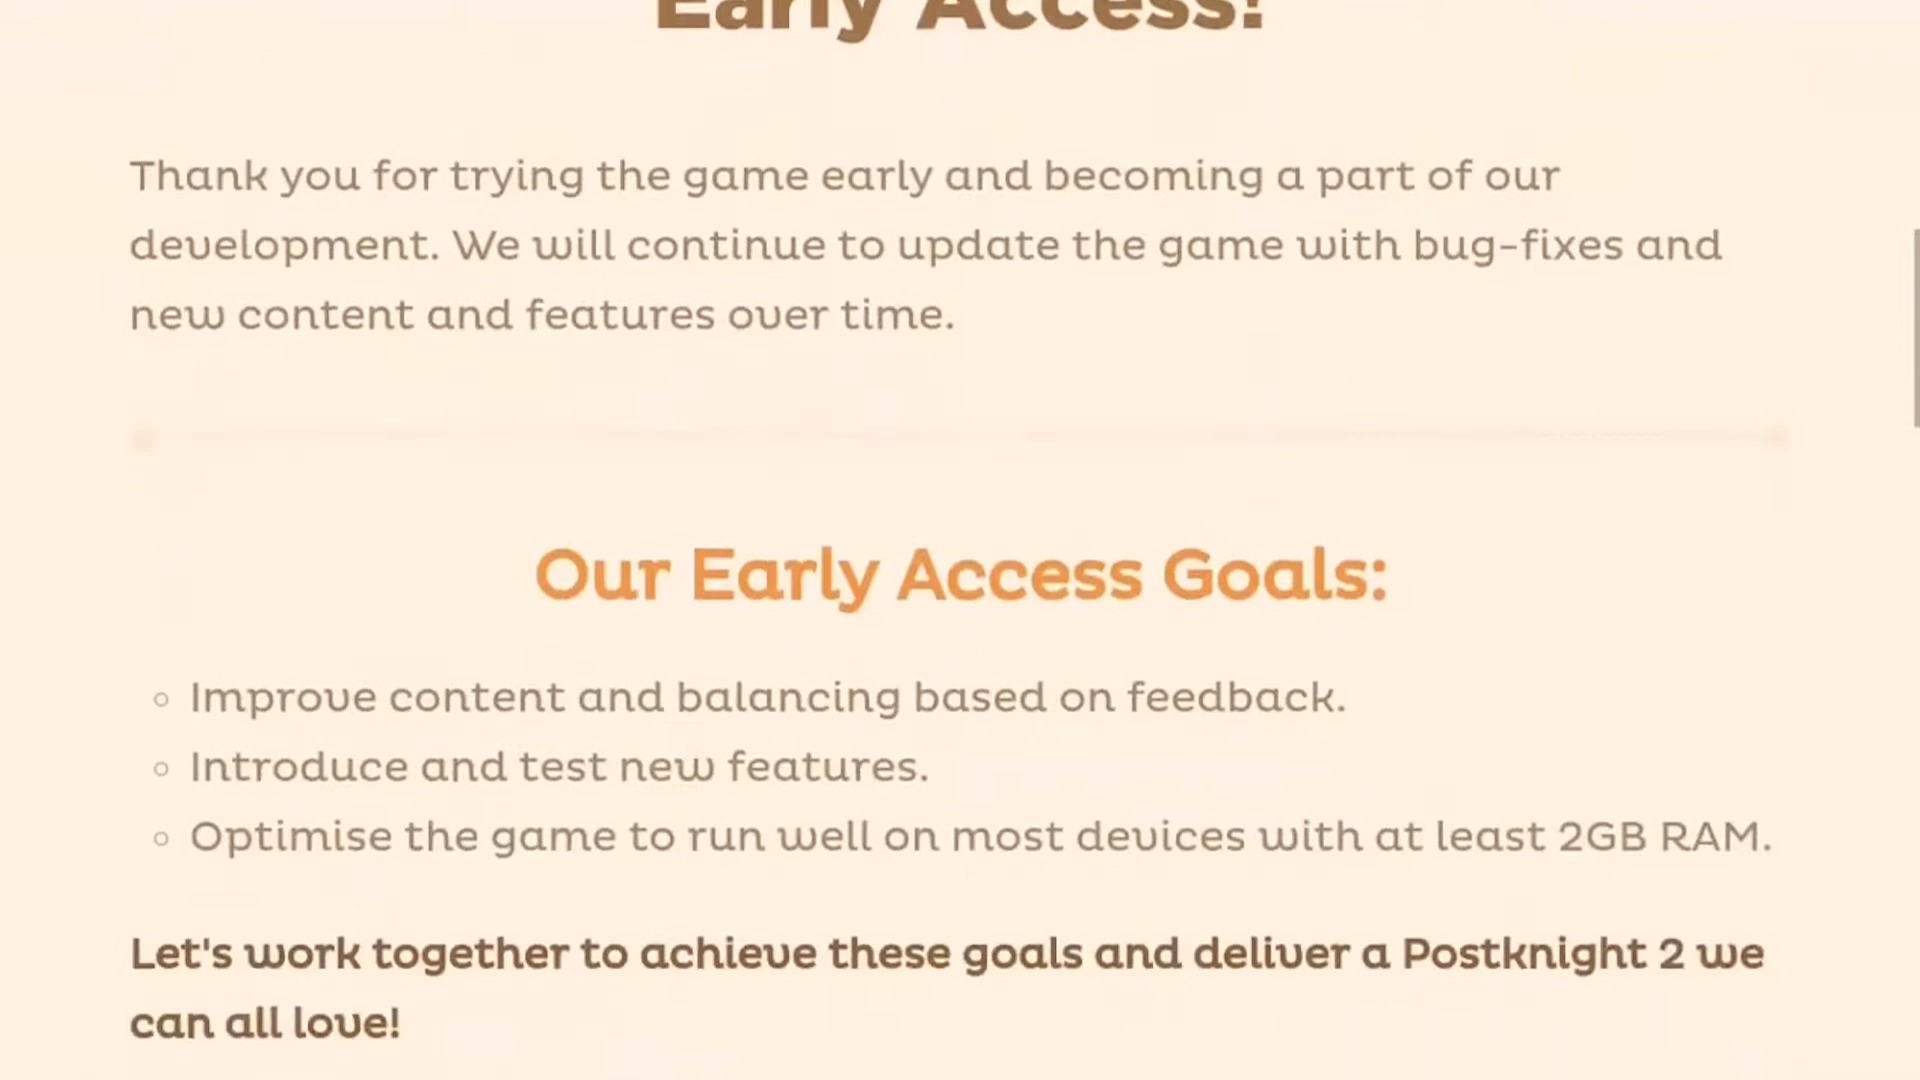 Early Access!
Thank you for trying the game early and becoming a part of our
development. We will continue to update the game with bug-fixes and
new content and features over time.
Our Early Access Goals:
Improve content and balancing based on feedback.
Introduce and test new features.
Optimise the game to run well on most devices with at least 2GB RAM.
Let's work together to achieve these goals and deliver a Postknight 2 we
can all love!